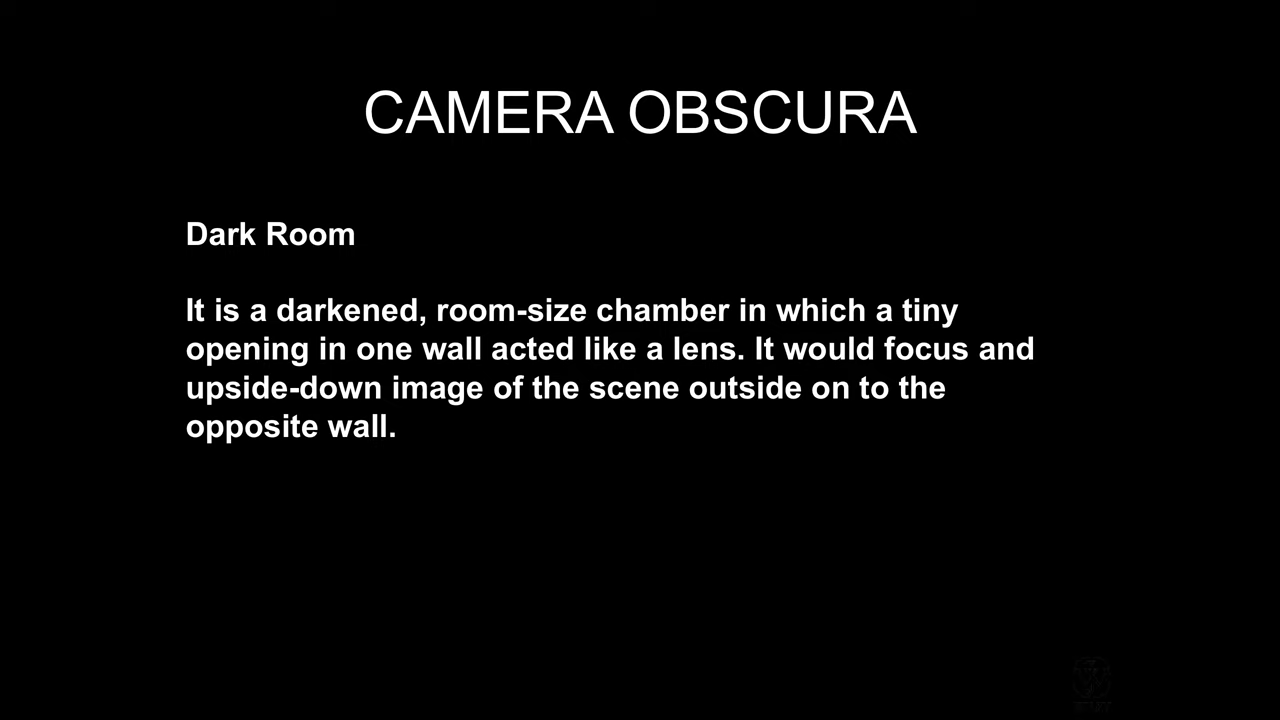 CAMERA OBSCURA
Dark Room
It is a darkened, room-size chamber in which a tiny
opening in one wall acted like a lens. It would focus and
upside-down image of the scene outside on to the
opposite wall.